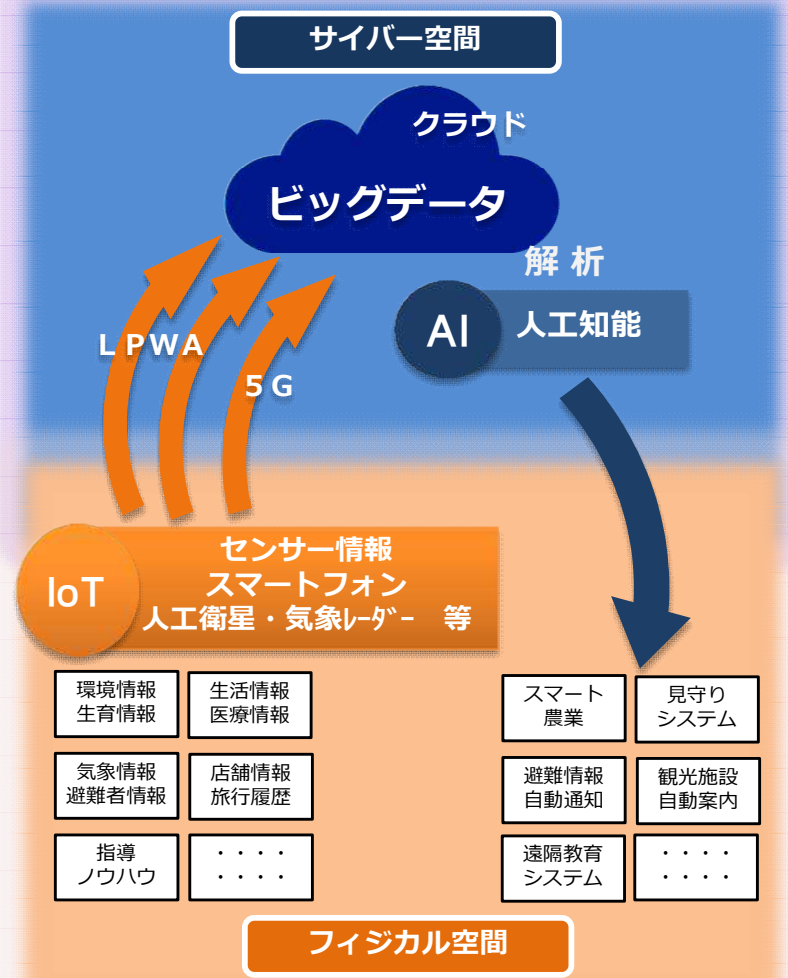 サイバー空間
クラウド
ビッグデータ
解 析
AI
人工知能
ＬＰＷＡ
５Ｇ
IoT
センサー情報
スマートフォン
人工衛星・気象ﾚｰﾀﾞｰ　等
環境情報
生育情報
生活情報
医療情報
気象情報
避難者情報
店舗情報
旅行履歴
指導
ノウハウ
・・・・
・・・・
スマート
農業
見守り
システム
避難情報
自動通知
観光施設
自動案内
遠隔教育
システム
・・・・
・・・・
フィジカル空間